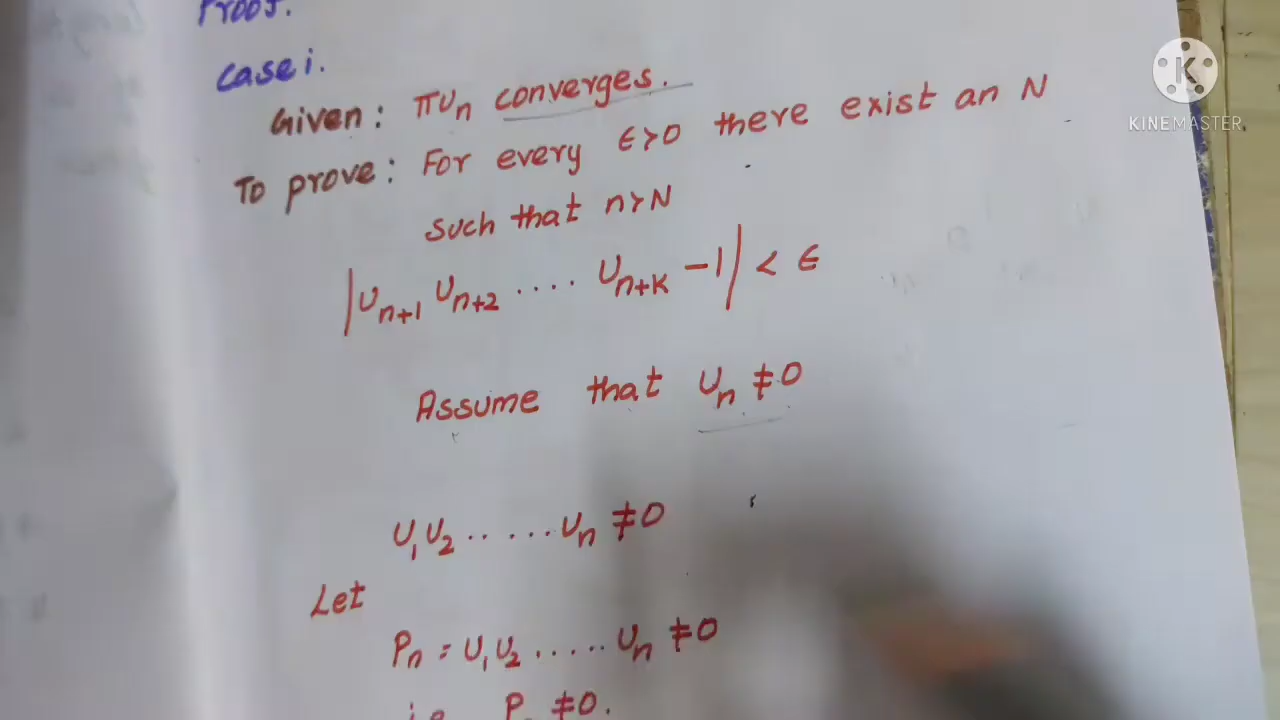 Proof.
Case i.
Given: πUn converges.
To prove: For every ϵ>0 there exist an N
such that n>N
|Un+1 Un+2 .... Un+K -1| < ϵ
Assume that Un ≠0
U1U2 ...... Un ≠0
Let
Pn = U1U2 ..... Un ≠0
i.e P ≠0.
K
KINEMASTER